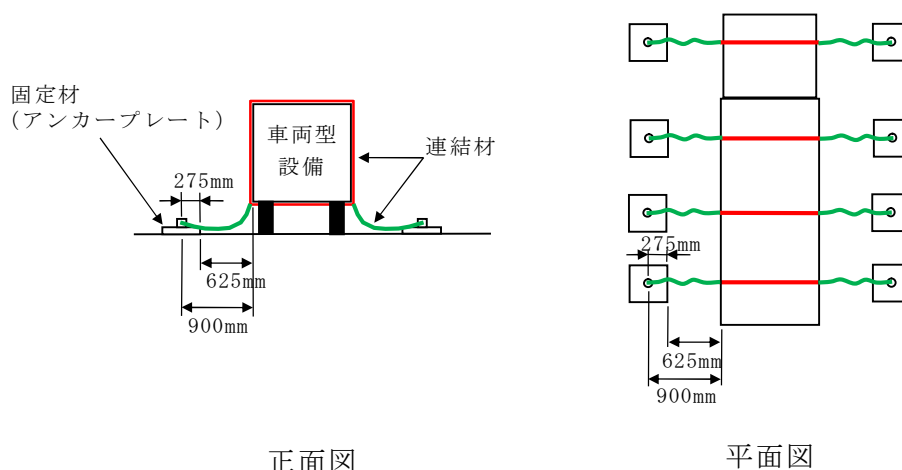 固定材
(アンカープレート)
車両型
設備
連結材
275mm
625mm
900mm
正面図
275mm
625mm
900mm
平面図